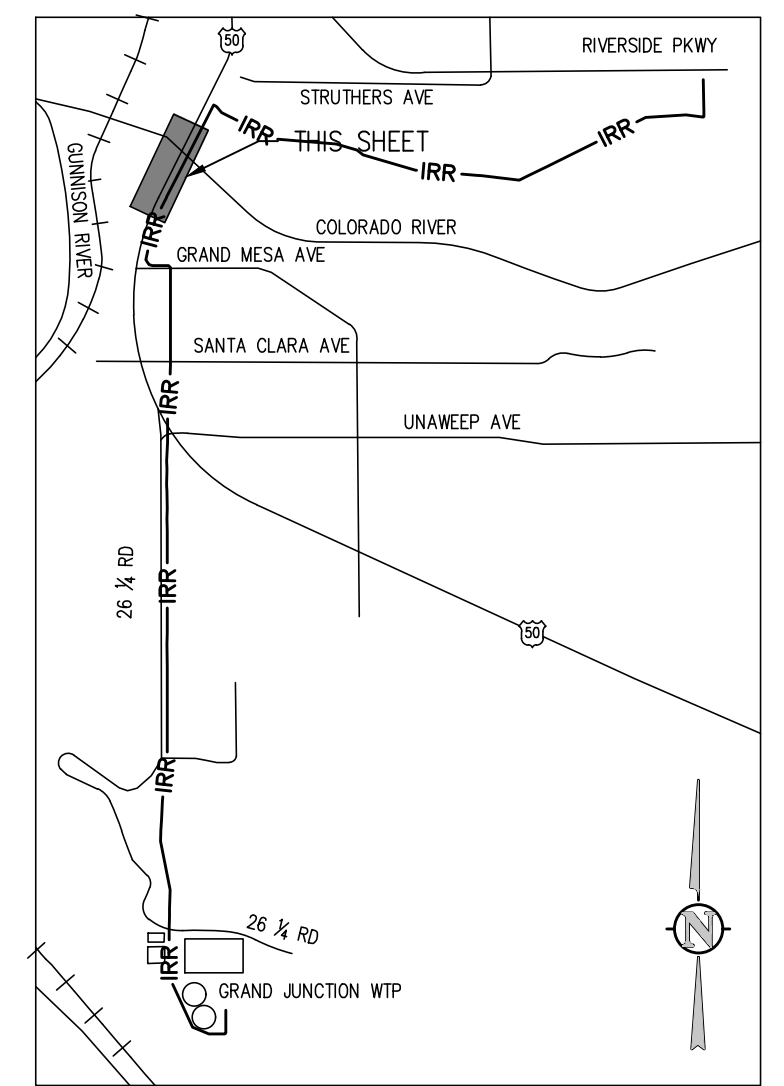 50
RIVERSIDE PKWY
STRUTHERS AVE
IRR
THIS SHEET
IRR
IRR
GUNNISON RIVER
IRR
COLORADO RIVER
GRAND MESA AVE
SANTA CLARA AVE
IRR
UNAWEEP AVE
26 ¼ RD
IRR
50
IRR
26 ¼ RD
N
IRR
GRAND JUNCTION WTP